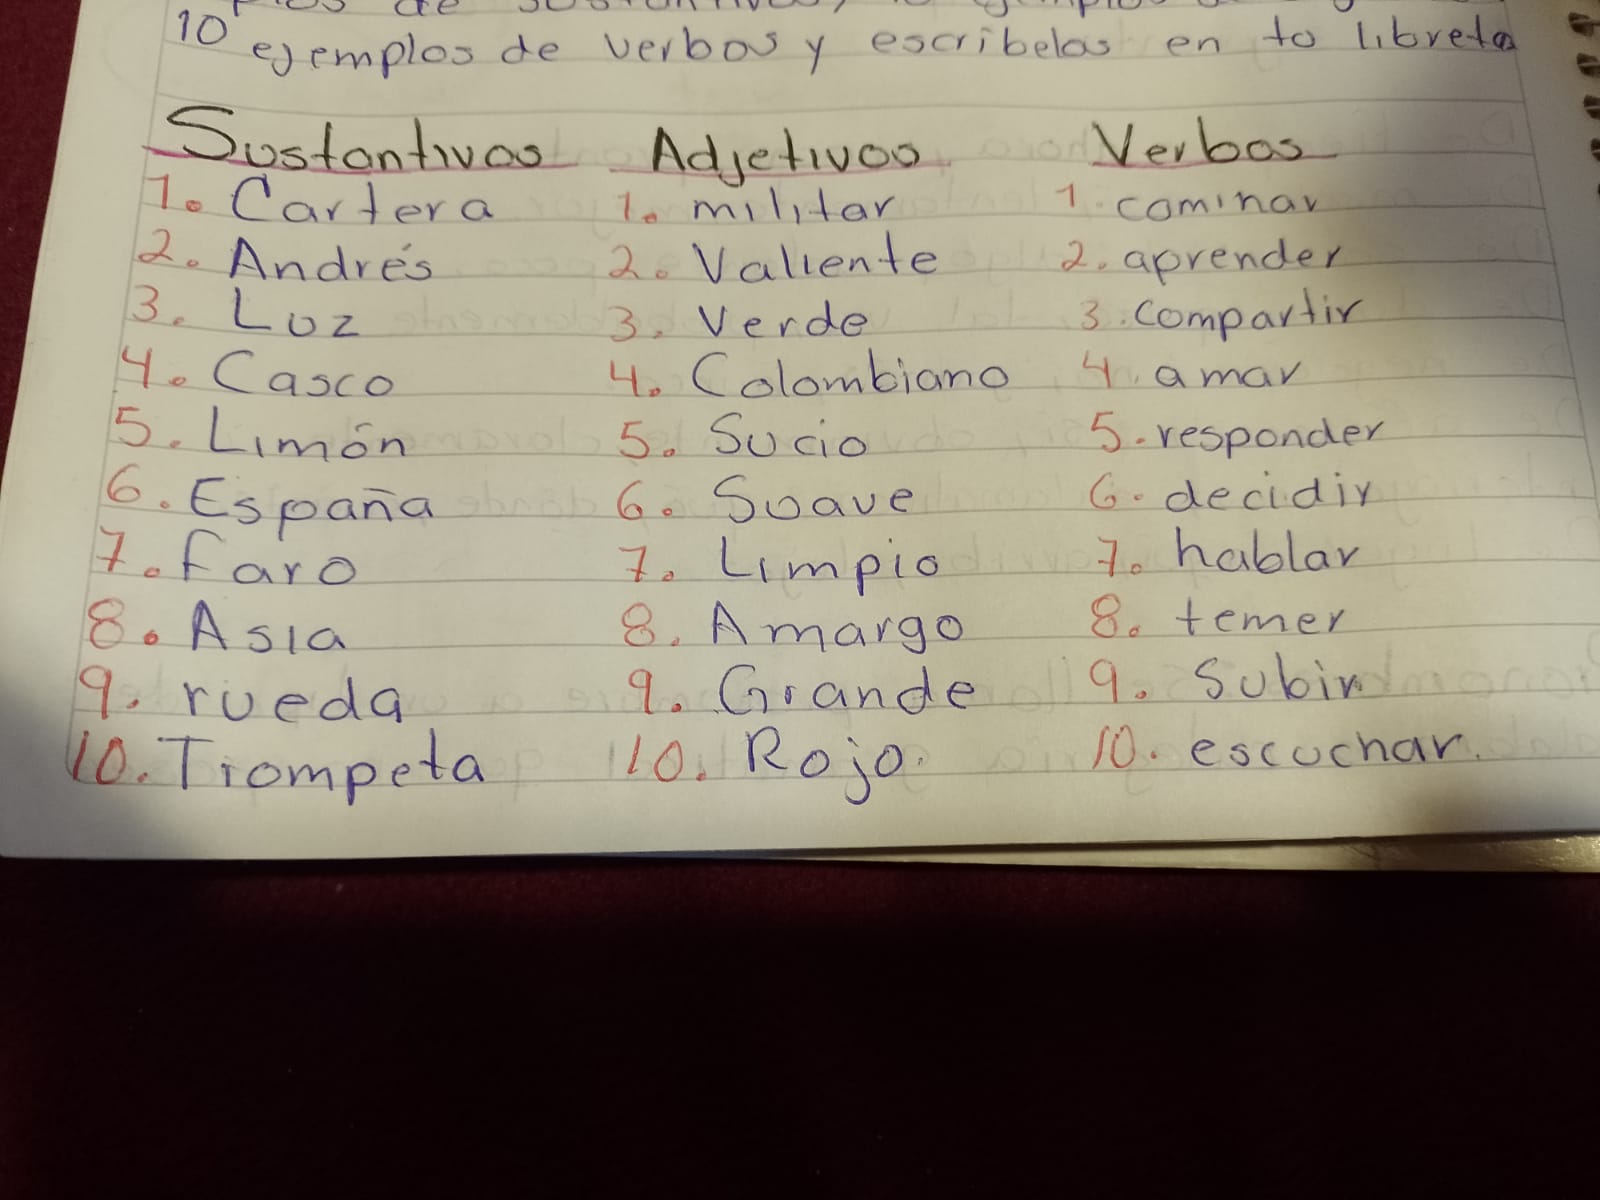 de
10 ejemplos de verbos y escribelas en tu libreta
Sustantivos Adjetivos Verbos
1. Cartera 1. militar 1. caminar
2. Andrés 2. Valiente 2. aprender
3. Luz 3. Verde 3. compartir
4. Casco 4. Colombiano 4. amar
5. Limón 5. Sucio 5. responder
6. España 6. Suave 6. decidir
7. faro 7. Limpio 7. hablar
8. Asia 8. Amargo 8. temer
9. rueda 9. Grande 9. Subir
10. Trompeta 10. Rojo. 10. escuchar.